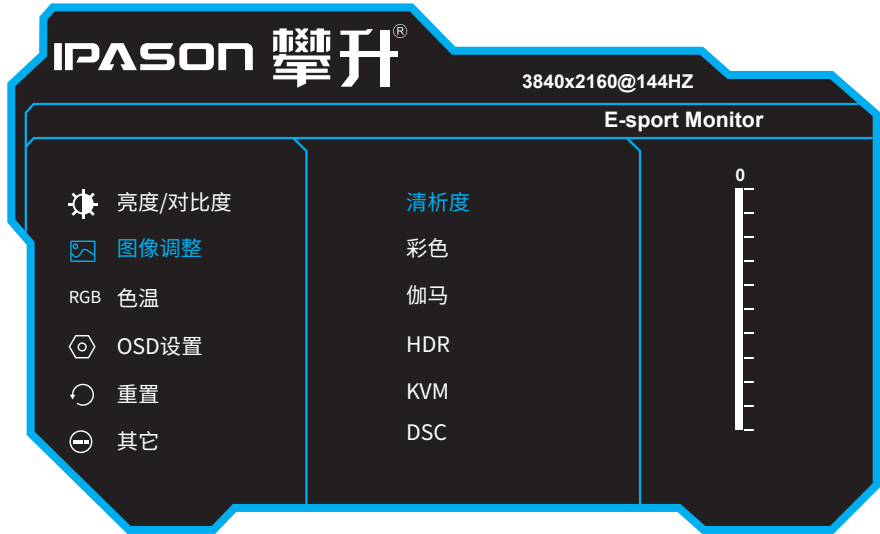 IPASON 攀升®
3840x2160@144HZ
E-sport Monitor
亮度/对比度
图像调整
RGB 色温
OSD设置
重置
其它
清析度
彩色
伽马
HDR
KVM
DSC
0